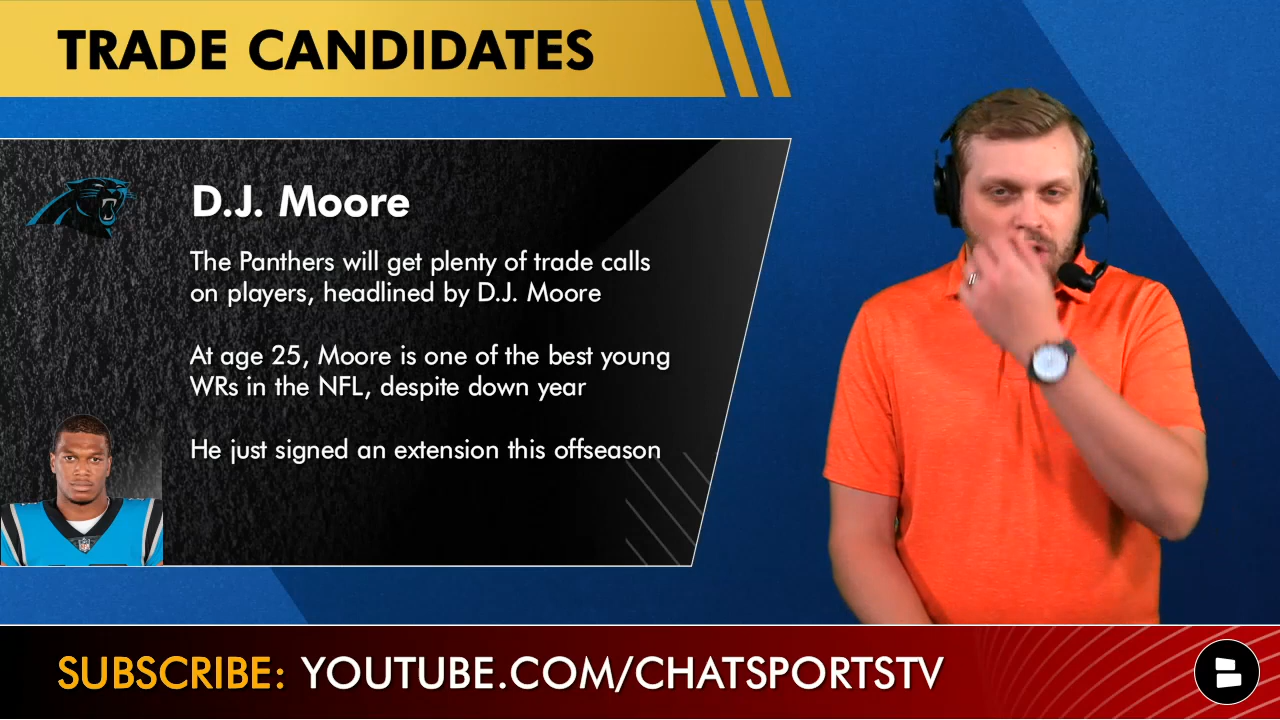 TRADE CANDIDATES
D.J. Moore
The Panthers will get plenty of trade calls
on players, headlined by D.J. Moore
At age 25, Moore is one of the best young
WRs in the NFL, despite down year
He just signed an extension this offseason
SUBSCRIBE: YOUTUBE.COM/CHATSPORTSTV